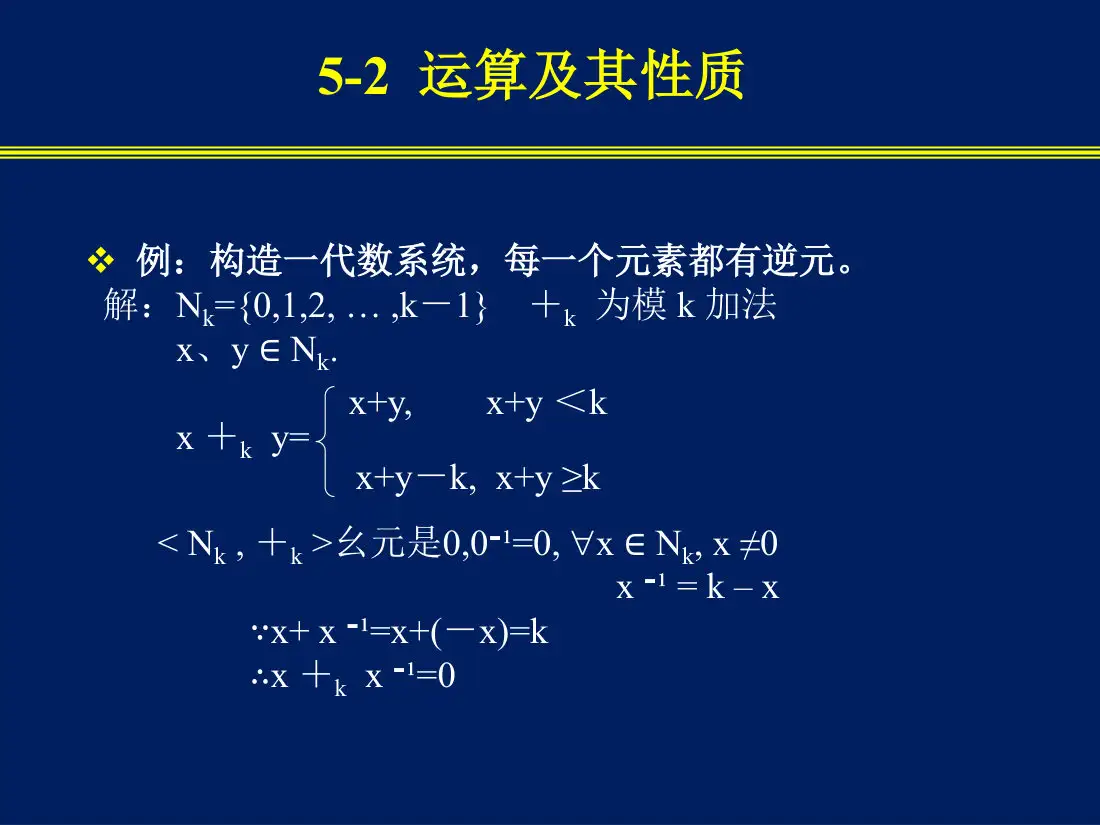 5-2 运算及其性质
❖ 例：构造一代数系统，每一个元素都有逆元。
解：Nₖ={0,1,2, … ,k－1} ＋ₖ 为模 k 加法
x、y ∈ Nₖ.
x+y, x+y ＜k
x ＋ₖ y=
x+y－k, x+y ≥k
< Nₖ , ＋ₖ >幺元是0,0⁻¹=0, ∀x ∈ Nₖ, x ≠0
x ⁻¹ = k – x
∵x+ x ⁻¹=x+(－x)=k
∴x ＋ₖ x ⁻¹=0